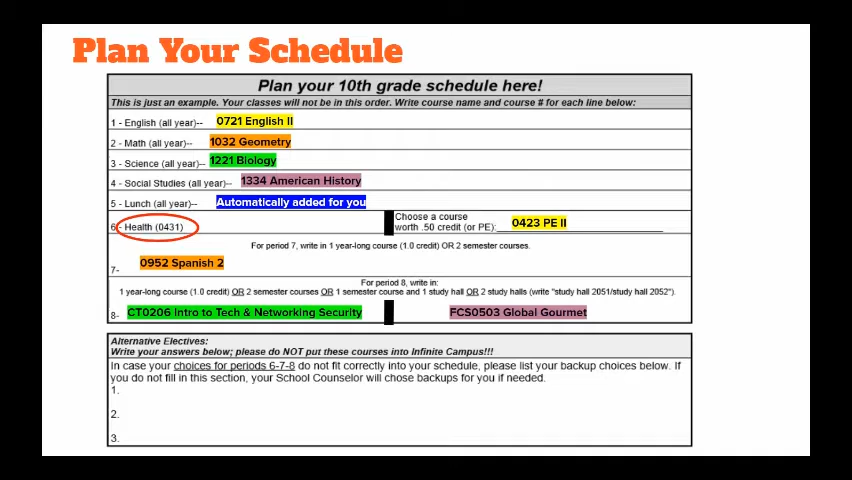 Plan Your Schedule
Plan your 10th grade schedule here!
This is just an example. Your classes will not be in this order. Write course name and course # for each line below:
1 - English (all year)-- 0721 English II
2 - Math (all year)-- 1032 Geometry
3 - Science (all year) -- 1221 Biology
4 - Social Studies (all year)-- 1334 American History
5 - Lunch (all year)-- Automatically added for you
6 - Health (0431)
Choose a course
worth .50 credit (or PE): 0423 PE II
For period 7, write in 1 year-long course (1.0 credit) OR 2 semester courses.
7- 0952 Spanish 2
For period 8, write in:
1 year-long course (1.0 credit) OR 2 semester courses OR 1 semester course and 1 study hall OR 2 study halls (write "study hall 2051/study hall 2052").
8- CT0206 Intro to Tech & Networking Security FCS0503 Global Gourmet
Alternative Electives:
Write your answers below; please do NOT put these courses into Infinite Campus!!!
In case your choices for periods 6-7-8 do not fit correctly into your schedule, please list your backup choices below. If
you do not fill in this section, your School Counselor will chose backups for you if needed.
1.
2.
3.